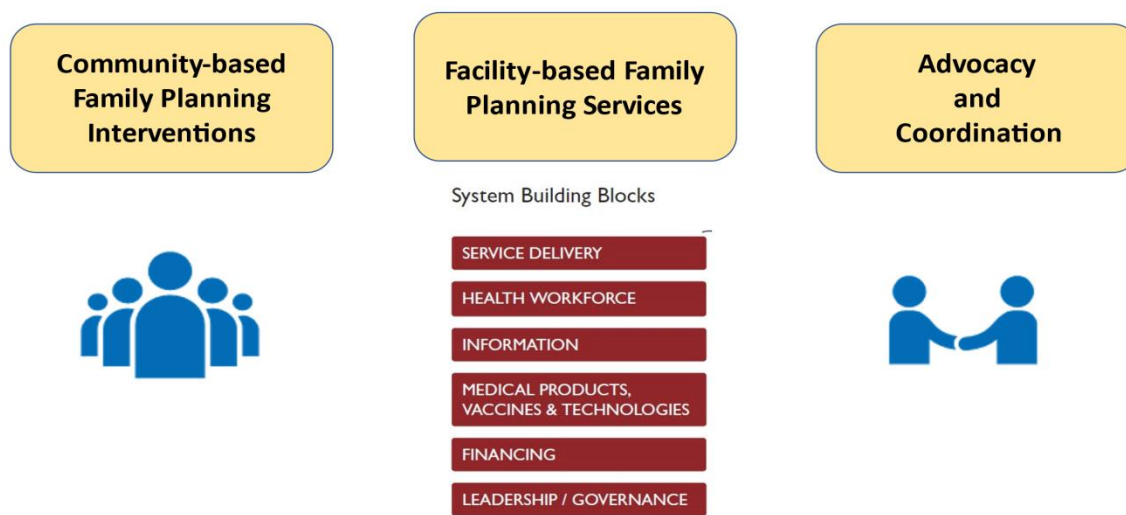 Community-based
Family Planning
Interventions
Facility-based Family
Planning Services
Advocacy
and
Coordination
System Building Blocks
SERVICE DELIVERY
HEALTH WORKFORCE
INFORMATION
MEDICAL PRODUCTS,
VACCINES & TECHNOLOGIES
FINANCING
LEADERSHIP / GOVERNANCE